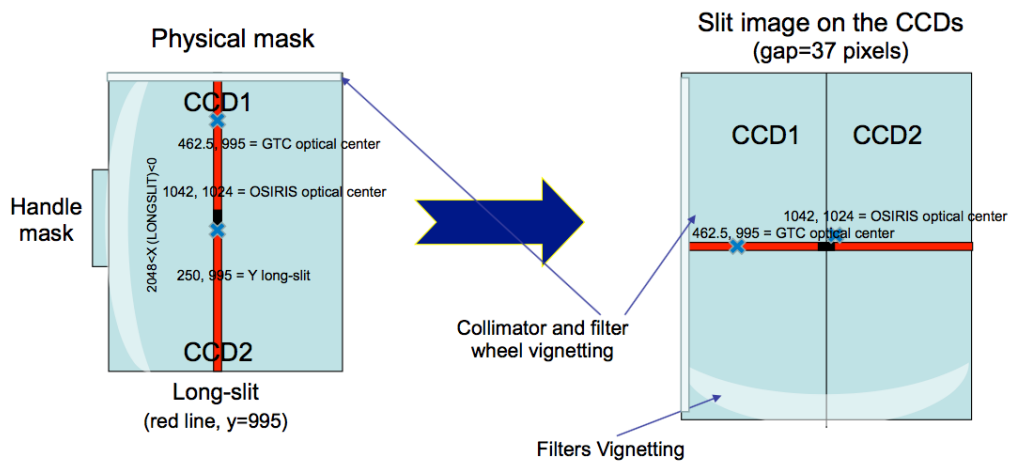 Physical mask
CCD1
462.5, 995 = GTC optical center
1042, 1024 = OSIRIS optical center
Handle
mask
2048<X(LONGSLIT)<0
250, 995 = Y long-slit
CCD2
Long-slit
(red line, y=995)
Collimator and filter
wheel vignetting
Filters Vignetting
Slit image on the CCDs
(gap=37 pixels)
CCD1
CCD2
1042, 1024 = OSIRIS optical center
462.5, 995 = GTC optical center